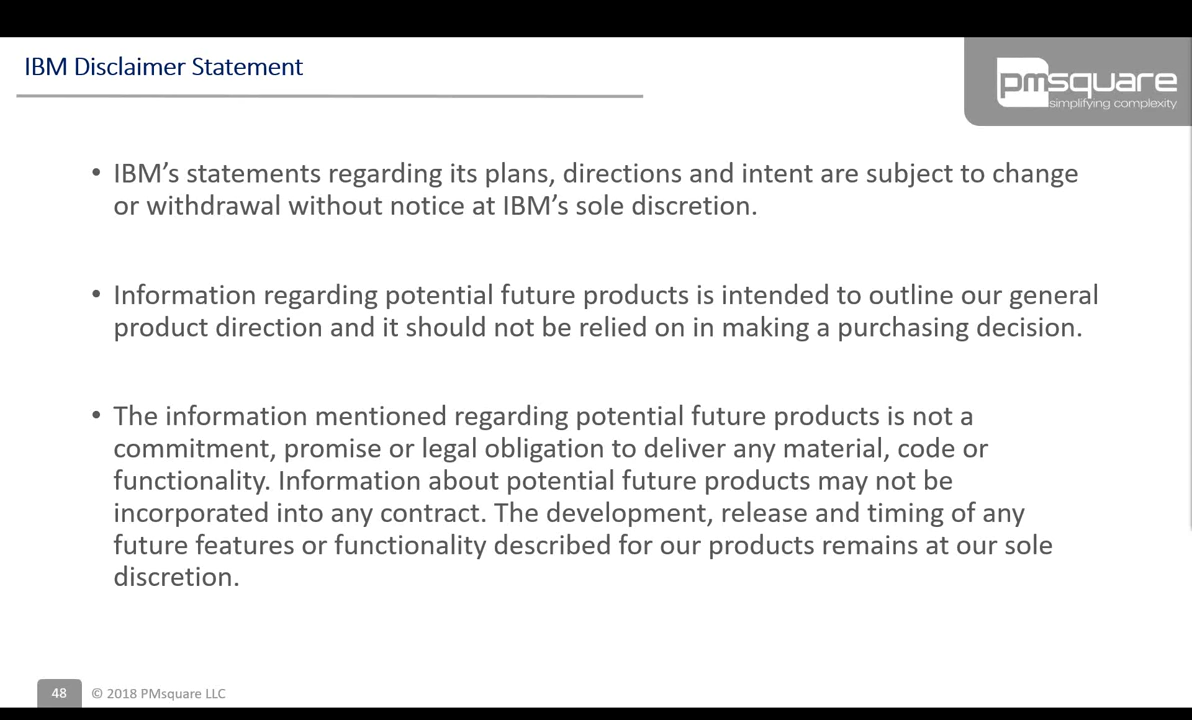 IBM Disclaimer Statement
pmsquare
simplifying complexity
• IBM’s statements regarding its plans, directions and intent are subject to change
or withdrawal without notice at IBM’s sole discretion.
• Information regarding potential future products is intended to outline our general
product direction and it should not be relied on in making a purchasing decision.
• The information mentioned regarding potential future products is not a
commitment, promise or legal obligation to deliver any material, code or
functionality. Information about potential future products may not be
incorporated into any contract. The development, release and timing of any
future features or functionality described for our products remains at our sole
discretion.
48 © 2018 PMsquare LLC